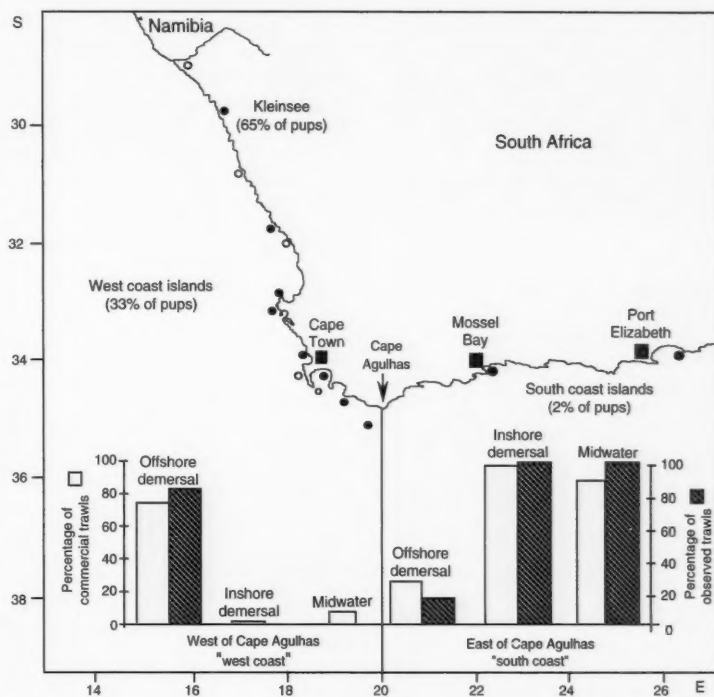 S
Namibia
Kleinsee
(65% of pups)
30
South Africa
32
West coast islands
(33% of pups)
Cape
Town
Cape
Agulhas
Mossel
Bay
Port
Elizabeth
34
South coast islands
(2% of pups)
36
38
Percentage of
commercial trawls
100
80
60
40
20
0
Offshore
demersal
Inshore
demersal
Midwater
Offshore
demersal
Inshore
demersal
Midwater
100
80
60
40
20
0
Percentage of
observed trawls
West of Cape Agulhas
"west coast"
East of Cape Agulhas
"south coast"
14
16
18
20
22
24
26
E